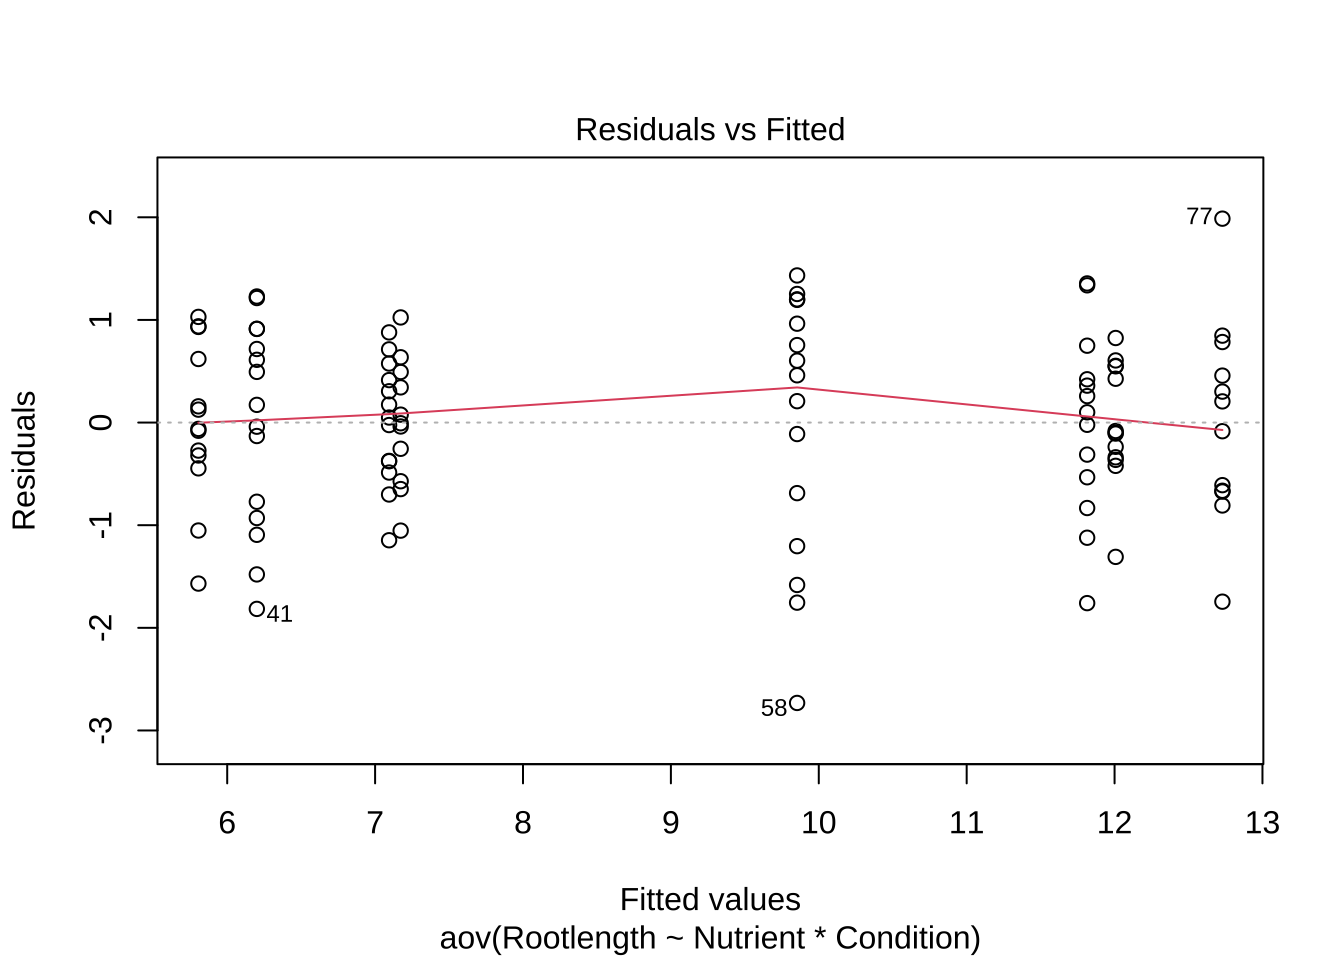 Residuals vs Fitted
Residuals
2
1
0
-1
-2
-3
77
41
58
6 7 8 9 10 11 12 13
Fitted values
aov(Rootlength ~ Nutrient * Condition)